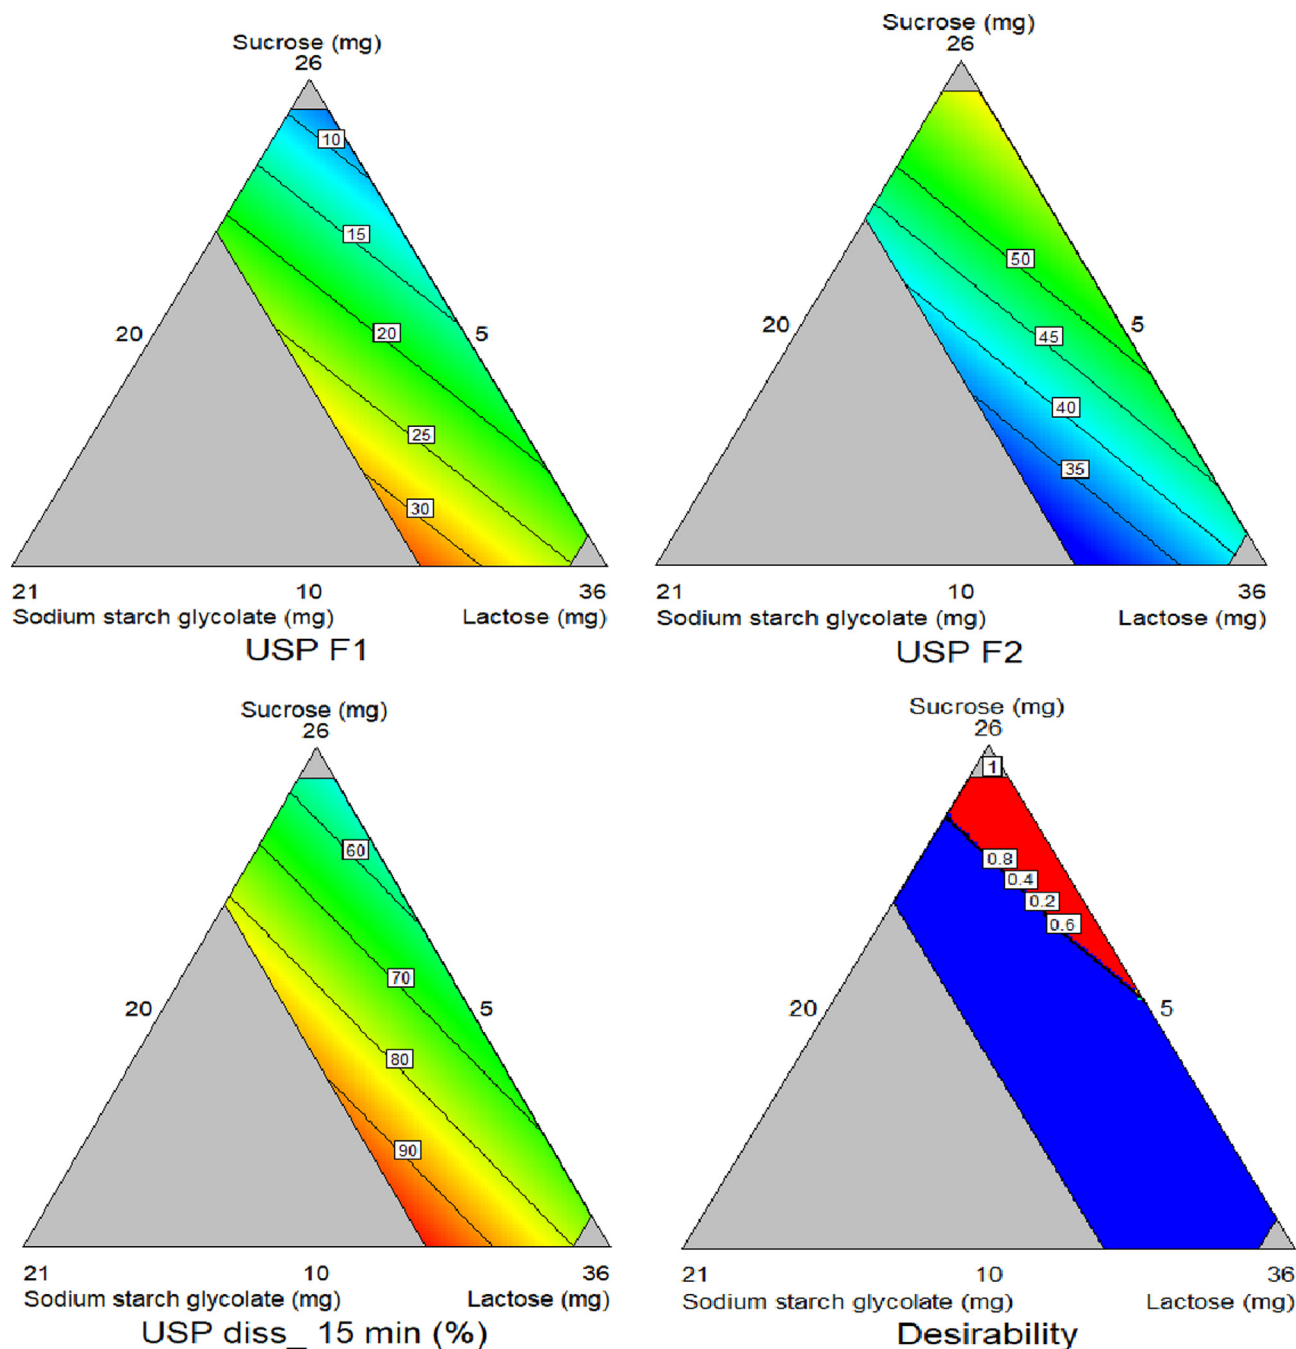 Sucrose (mg)
26
10
15
20
20
5
25
30
21
10
36
Sodium starch glycolate (mg)
Lactose (mg)
USP F1
Sucrose (mg)
26
50
20
5
45
40
35
21
10
36
Sodium starch glycolate (mg)
Lactose (mg)
USP F2
Sucrose (mg)
26
60
70
20
5
80
90
21
10
36
Sodium starch glycolate (mg)
Lactose (mg)
USP diss_ 15 min (%)
Sucrose (mg)
26
1
0.8
0.4
0.2
0.6
20
5
21
10
36
Sodium starch glycolate (mg)
Lactose (mg)
Desirability